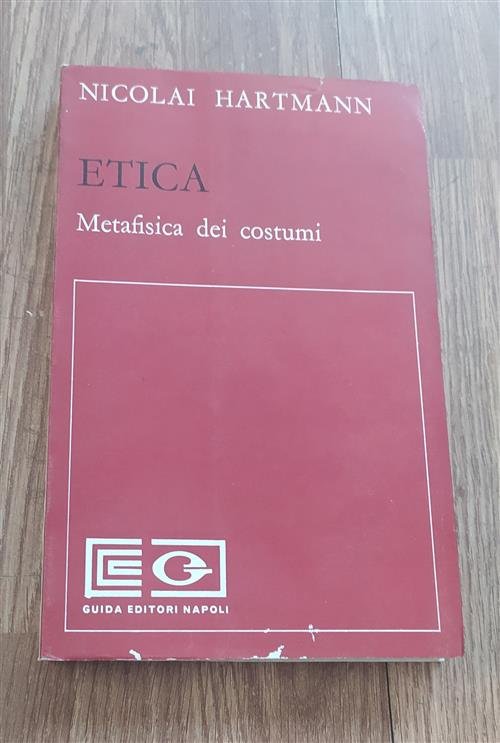 NICOLAI HARTMANN
ETICA
Metafisica dei costumi
GUIDA EDITORI NAPOLI